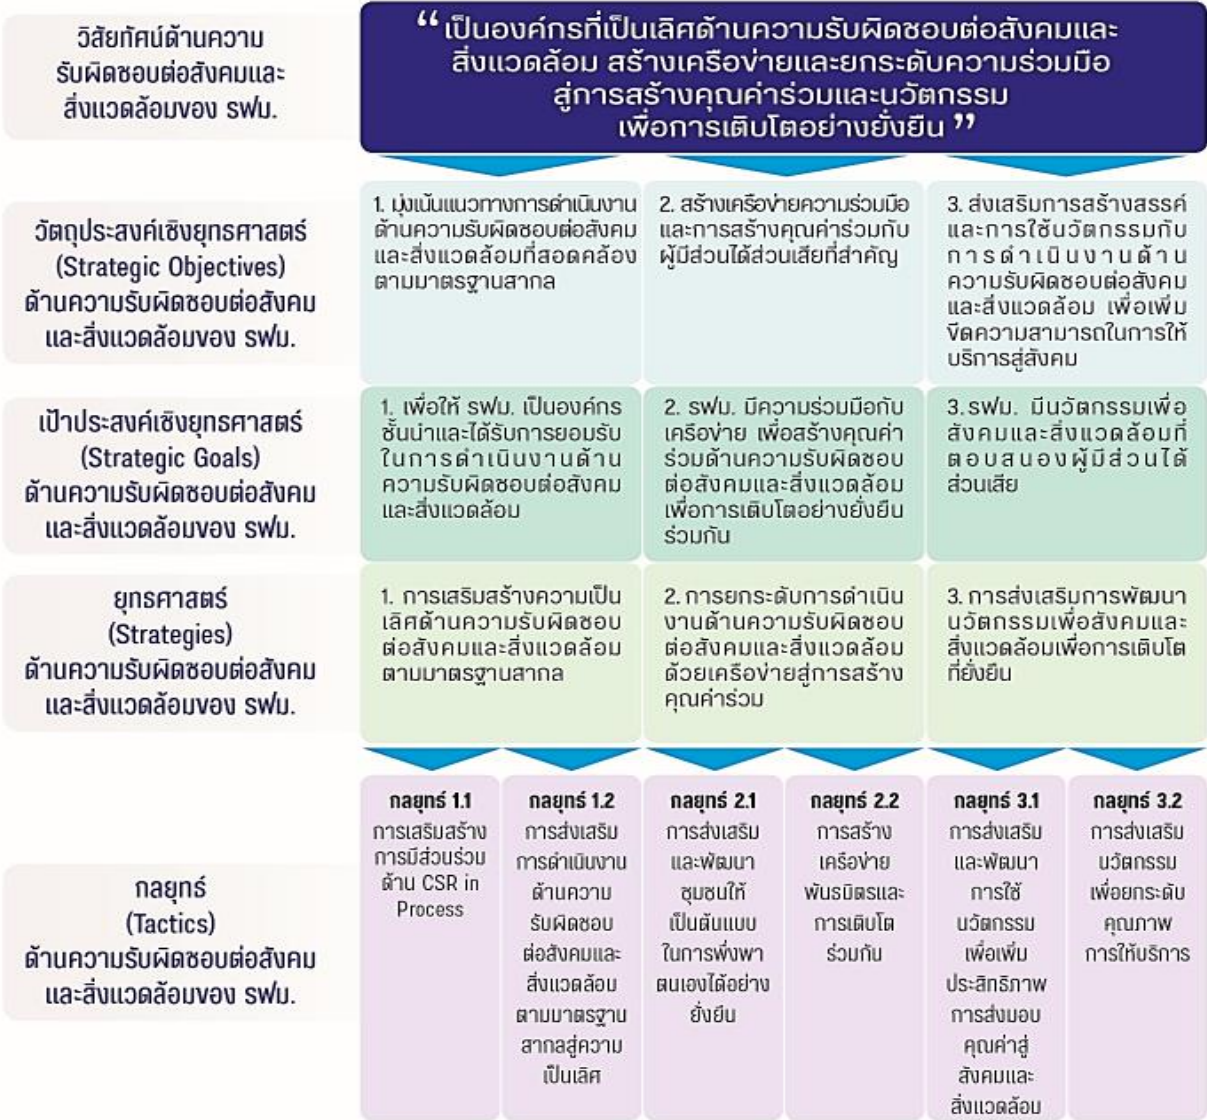 วิสัยทัศน์ด้านความ
รับผิดชอบต่อสังคมและ
สิ่งแวดล้อมของ รฟม.
“ เป็นองค์กรที่เป็นเลิศด้านความรับผิดชอบต่อสังคมและ
สิ่งแวดล้อม สร้างเครือข่ายและยกระดับความร่วมมือ
สู่การสร้างคุณค่าร่วมและนวัตกรรม
เพื่อการเติบโตอย่างยั่งยืน ”
วัตถุประสงค์เชิงยุทธศาสตร์
(Strategic Objectives)
ด้านความรับผิดชอบต่อสังคม
และสิ่งแวดล้อมของ รฟม.
1. มุ่งเน้นแนวทางการดำเนินงาน
ด้านความรับผิดชอบต่อสังคม
และสิ่งแวดล้อมที่สอดคล้อง
ตามมาตรฐานสากล
2. สร้างเครือข่ายความร่วมมือ
และการสร้างคุณค่าร่วมกับ
ผู้มีส่วนได้ส่วนเสียที่สำคัญ
3. ส่งเสริมการสร้างสรรค์
และการใช้นวัตกรรมกับ
การดำเนินงานด้าน
ความรับผิดชอบต่อสังคม
และสิ่งแวดล้อม เพื่อเพิ่ม
ขีดความสามารถในการให้
บริการสู่สังคม
เป้าประสงค์เชิงยุทธศาสตร์
(Strategic Goals)
ด้านความรับผิดชอบต่อสังคม
และสิ่งแวดล้อมของ รฟม.
1. เพื่อให้ รฟม. เป็นองค์กร
ชั้นนำและได้รับการยอมรับ
ในการดำเนินงานด้าน
ความรับผิดชอบต่อสังคม
และสิ่งแวดล้อม
2. รฟม. มีความร่วมมือกับ
เครือข่าย เพื่อสร้างคุณค่า
ร่วมด้านความรับผิดชอบ
ต่อสังคมและสิ่งแวดล้อม
เพื่อการเติบโตอย่างยั่งยืน
ร่วมกัน
3.รฟม. มีนวัตกรรมเพื่อ
สังคมและสิ่งแวดล้อมที่
ตอบสนองผู้มีส่วนได้
ส่วนเสีย
ยุทธศาสตร์
(Strategies)
ด้านความรับผิดชอบต่อสังคม
และสิ่งแวดล้อมของ รฟม.
1. การเสริมสร้างความเป็น
เลิศด้านความรับผิดชอบ
ต่อสังคมและสิ่งแวดล้อม
ตามมาตรฐานสากล
2. การยกระดับการดำเนิน
งานด้านความรับผิดชอบ
ต่อสังคมและสิ่งแวดล้อม
ด้วยเครือข่ายสู่การสร้าง
คุณค่าร่วม
3. การส่งเสริมการพัฒนา
นวัตกรรมเพื่อสังคมและ
สิ่งแวดล้อมเพื่อการเติบโต
ที่ยั่งยืน
กลยุทธ์
(Tactics)
ด้านความรับผิดชอบต่อสังคม
และสิ่งแวดล้อมของ รฟม.
กลยุทธ์ 1.1
การเสริมสร้าง
การมีส่วนร่วม
ด้าน CSR in
Process
กลยุทธ์ 1.2
การส่งเสริม
การดำเนินงาน
ด้านความ
รับผิดชอบ
ต่อสังคมและ
สิ่งแวดล้อม
ตามมาตรฐาน
สากลสู่ความ
เป็นเลิศ
กลยุทธ์ 2.1
การส่งเสริม
และพัฒนา
ชุมชนให้
เป็นต้นแบบ
ในการพึ่งพา
ตนเองได้อย่าง
ยั่งยืน
กลยุทธ์ 2.2
การสร้าง
เครือข่าย
พันธมิตรและ
การเติบโต
ร่วมกัน
กลยุทธ์ 3.1
การส่งเสริม
และพัฒนา
การใช้
นวัตกรรม
เพื่อเพิ่ม
ประสิทธิภาพ
การส่งมอบ
คุณค่าสู่
สังคมและ
สิ่งแวดล้อม
กลยุทธ์ 3.2
การส่งเสริม
นวัตกรรม
เพื่อยกระดับ
คุณภาพ
การให้บริการ